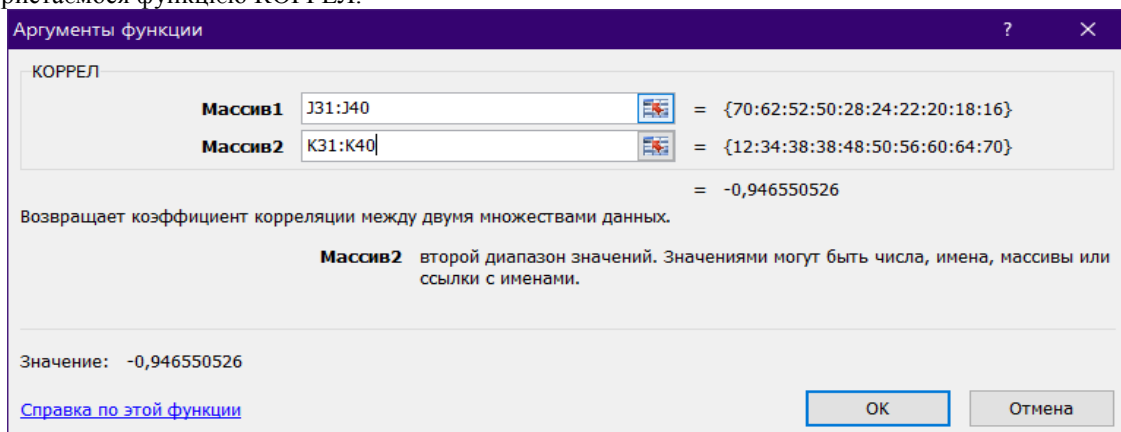 ристаємося функцією КОРРЕЛ.
Аргументы функции ? ×
КОРРЕЛ
Массив1 J31:J40 = {70:62:52:50:28:24:22:20:18:16}
Массив2 K31:K40 = {12:34:38:38:48:50:56:60:64:70}
= -0,946550526
Возвращает коэффициент корреляции между двумя множествами данных.
Массив2 второй диапазон значений. Значениями могут быть числа, имена, массивы или
ссылки с именами.
Значение: -0,946550526
Справка по этой функции ОК Отмена